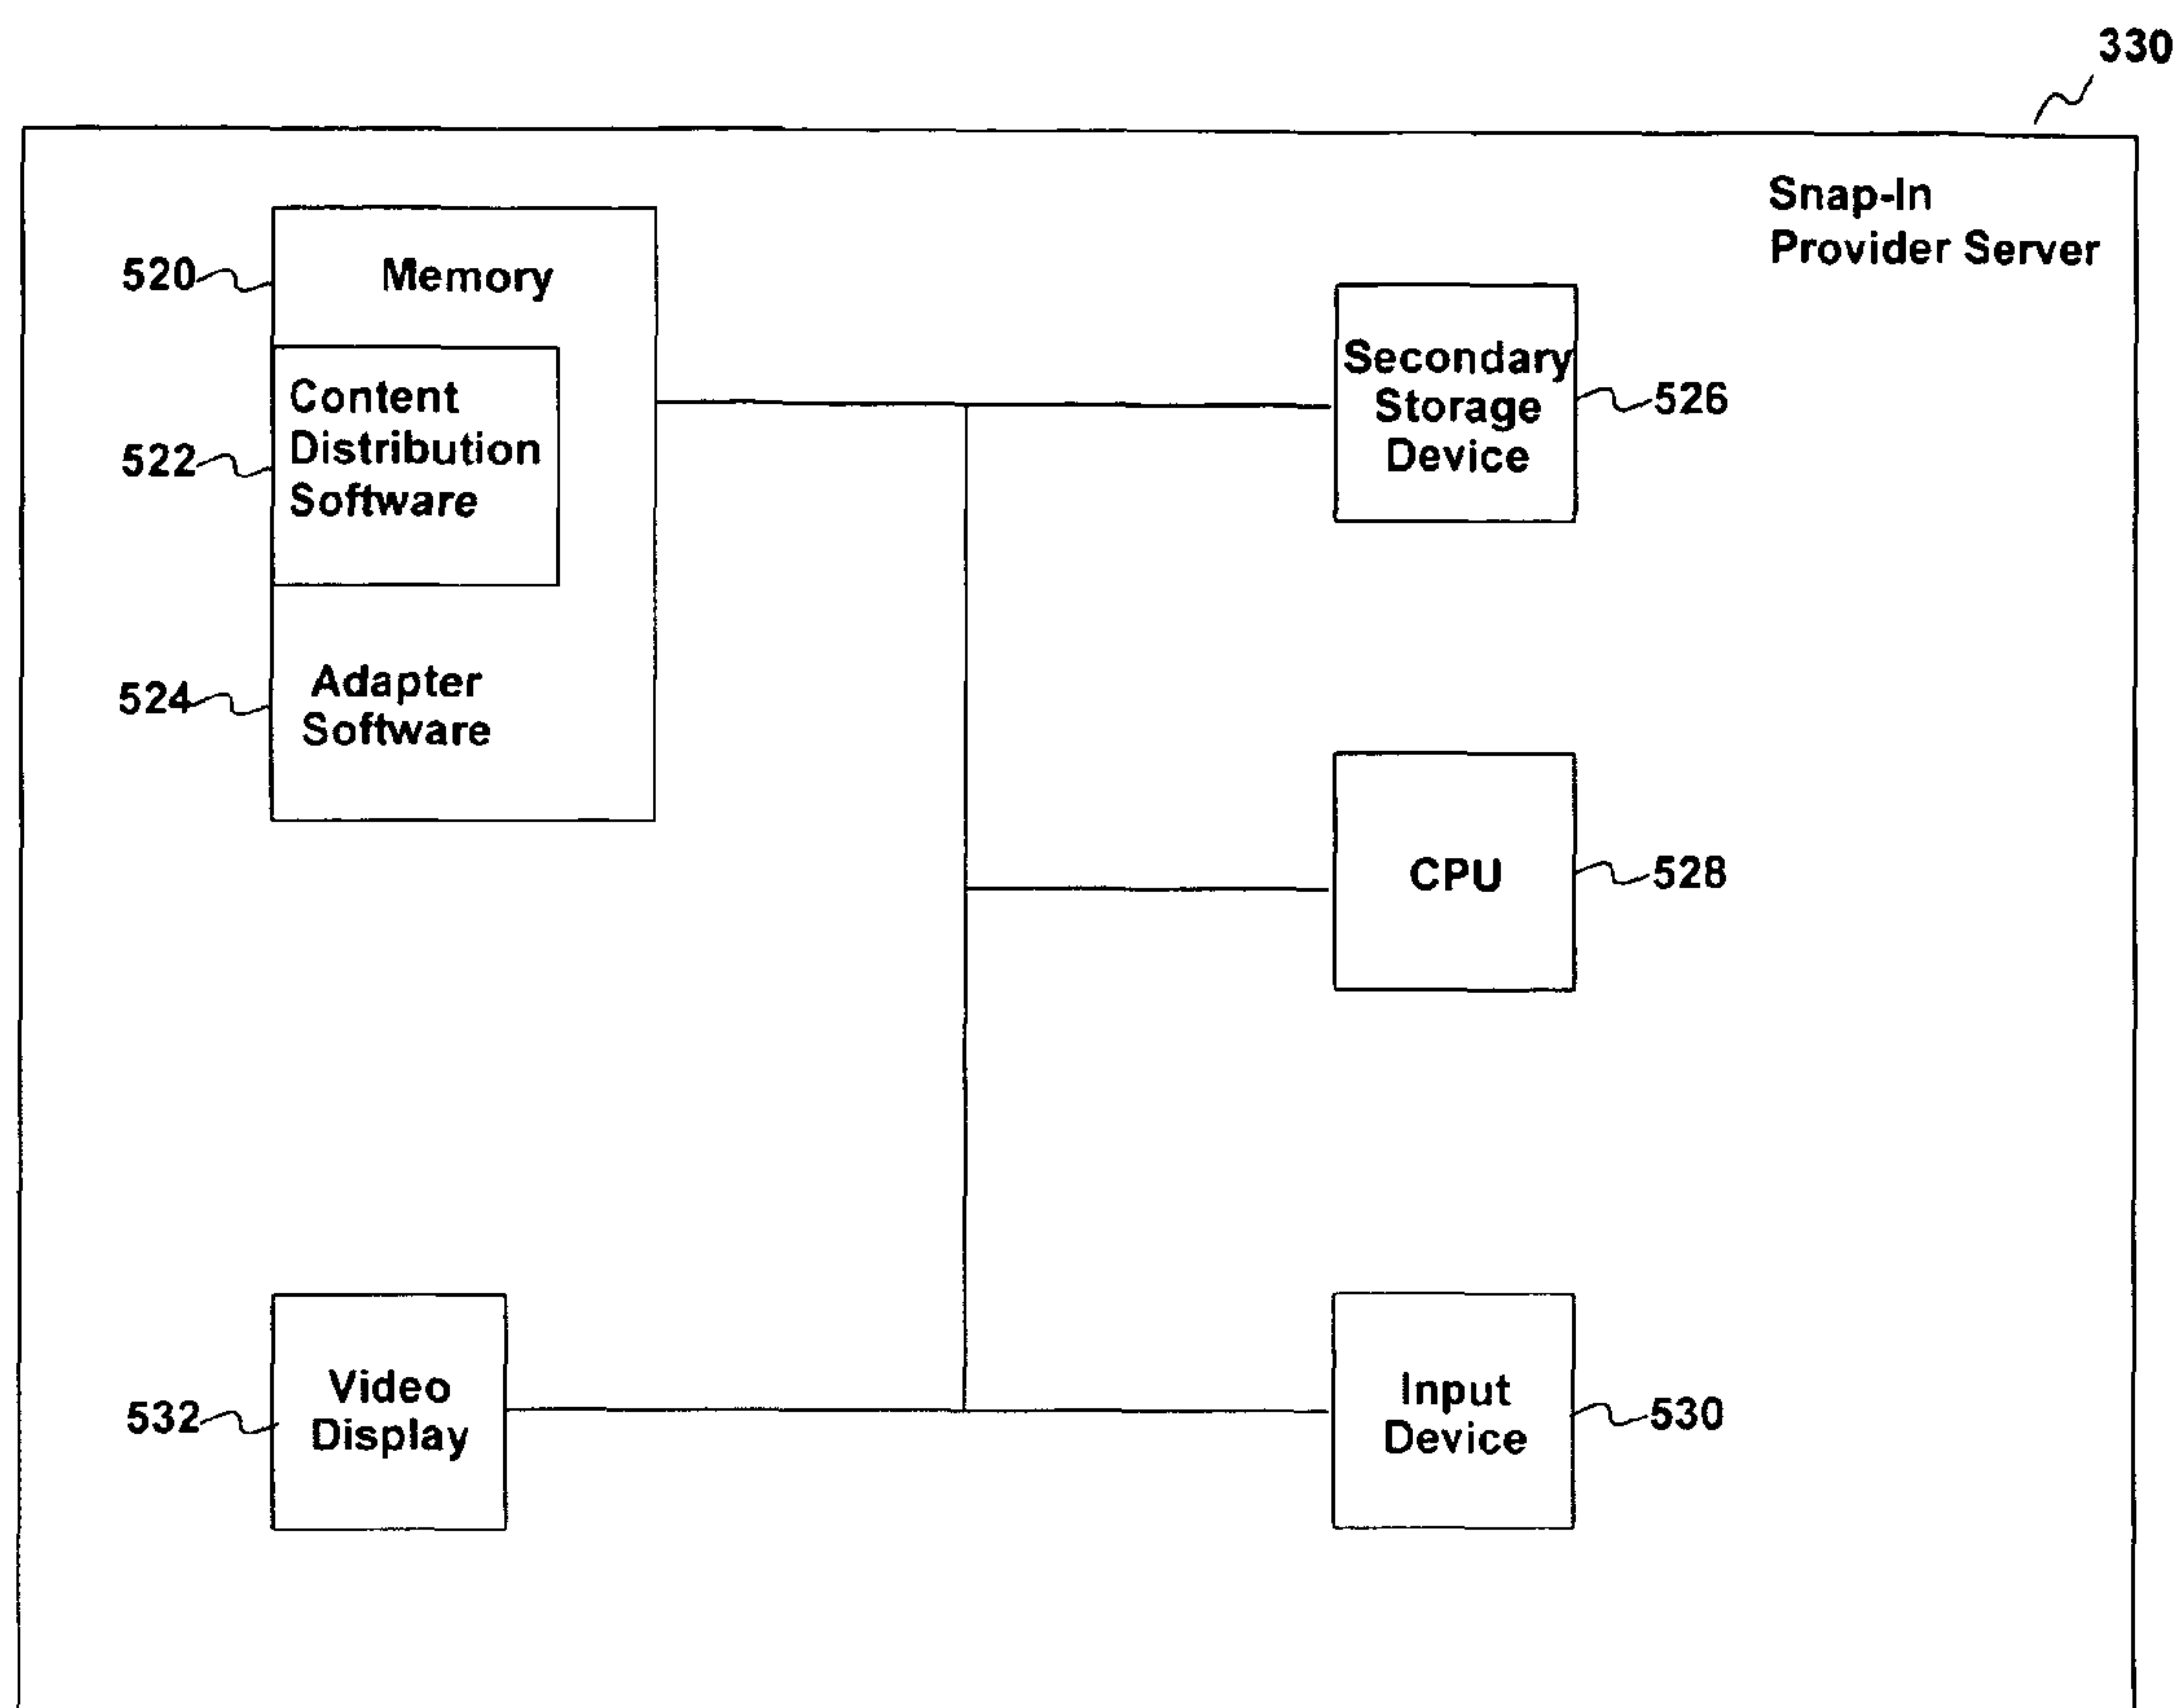 330
Snap-In
Provider Server
520
Memory
522
Content
Distribution
Software
524
Adapter
Software
Secondary
Storage
Device
526
CPU
528
532
Video
Display
Input
Device
530